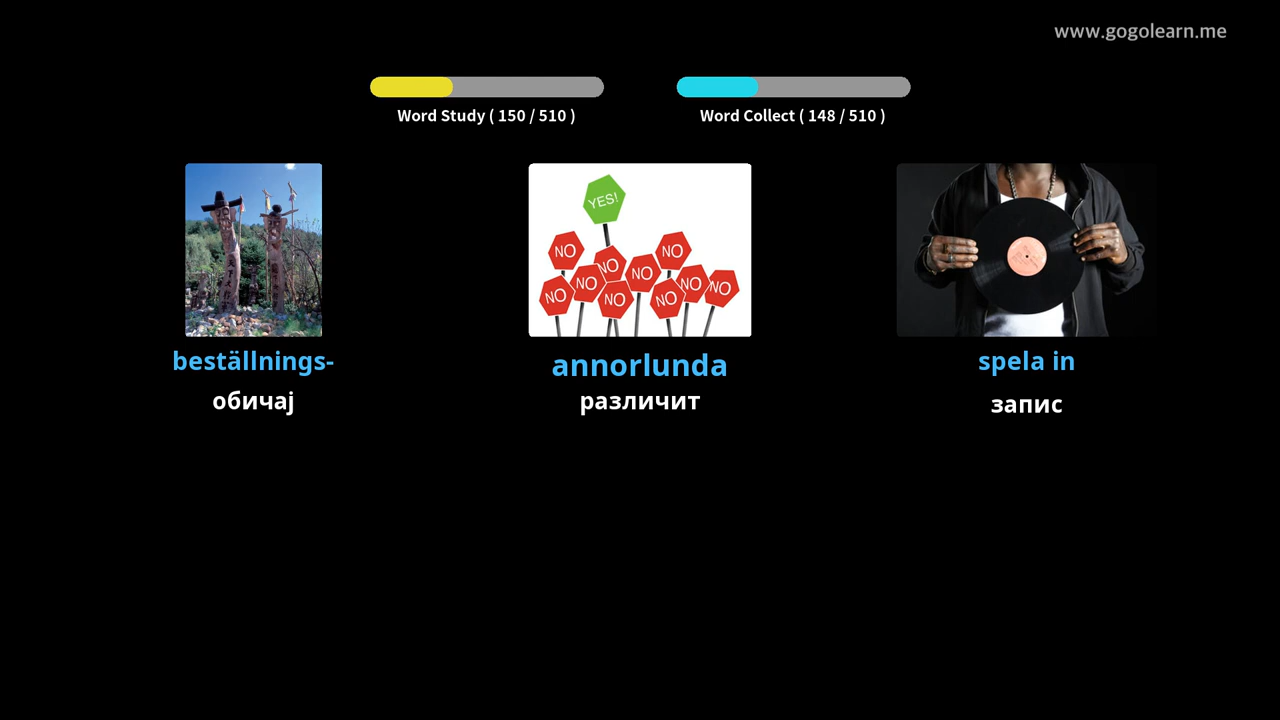 www.gogolearn.me
Word Study ( 150 / 510 )
Word Collect ( 148 / 510 )
YES!
NO
NO
NO
NO
NO
NO
NO
NO
NO
NO
beställnings-
annorlunda
spela in
обичај
различит
запис